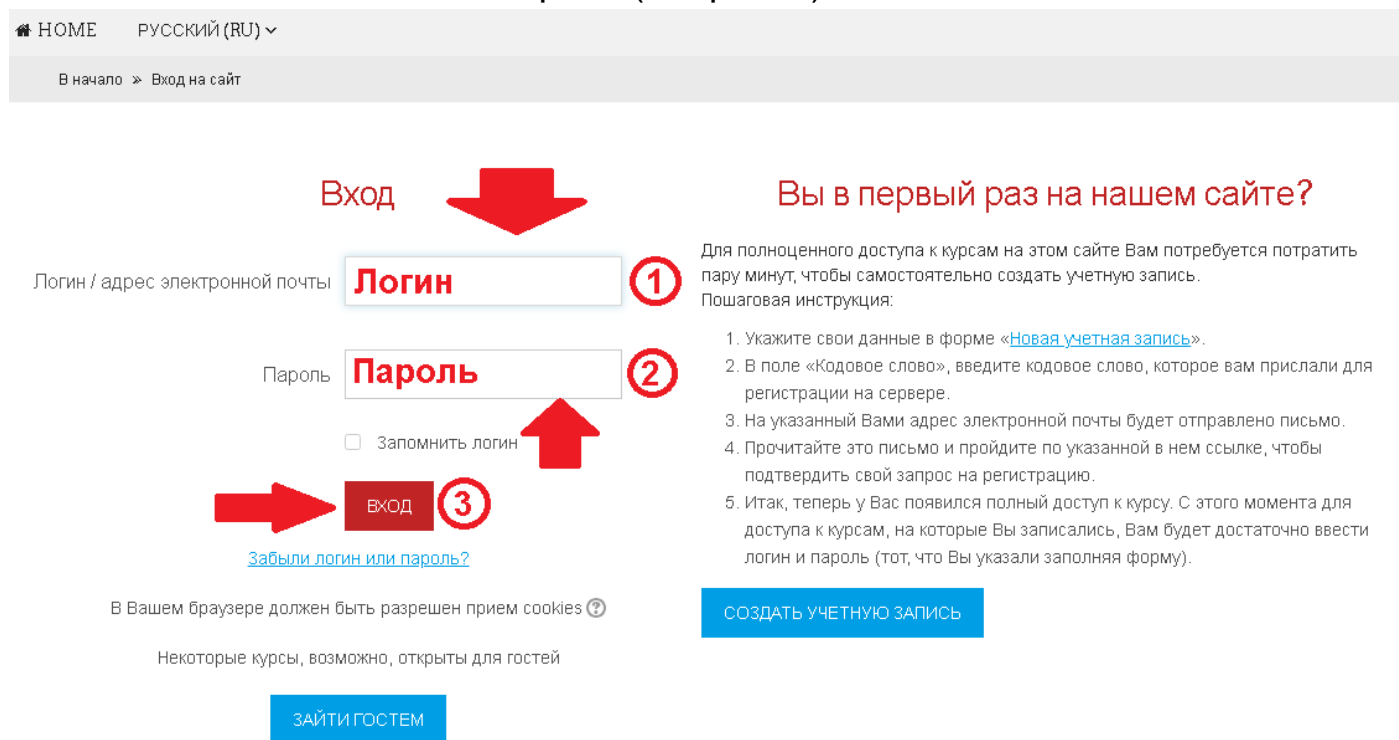 HOME РУССКИЙ (RU)
В начало » Вход на сайт
Вход
Логин / адрес электронной почты Логин 1
Пароль Пароль 2
Запомнить логин
ВХОД 3
Забыли логин или пароль?
В Вашем браузере должен быть разрешен прием cookies ?
Некоторые курсы, возможно, открыты для гостей
ЗАЙТИ ГОСТЕМ
Вы в первый раз на нашем сайте?
Для полноценного доступа к курсам на этом сайте Вам потребуется потратить
пару минут, чтобы самостоятельно создать учетную запись.
Пошаговая инструкция:
1. Укажите свои данные в форме «Новая учетная запись».
2. В поле «Кодовое слово», введите кодовое слово, которое вам прислали для
регистрации на сервере.
3. На указанный Вами адрес электронной почты будет отправлено письмо.
4. Прочитайте это письмо и пройдите по указанной в нем ссылке, чтобы
подтвердить свой запрос на регистрацию.
5. Итак, теперь у Вас появился полный доступ к курсу. С этого момента для
доступа к курсам, на которые Вы записались, Вам будет достаточно ввести
логин и пароль (тот, что Вы указали заполняя форму).
СОЗДАТЬ УЧЕТНУЮ ЗАПИСЬ